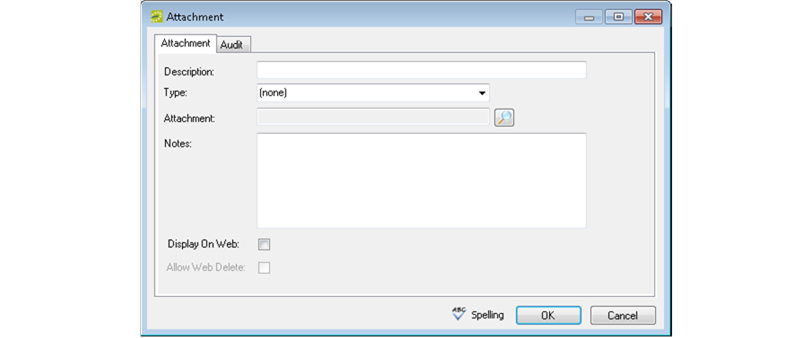 Attachment
Attachment Audit
Description:
Type: (none)
Attachment:
Notes:
Display On Web:
Allow Web Delete:
ABC Spelling OK Cancel